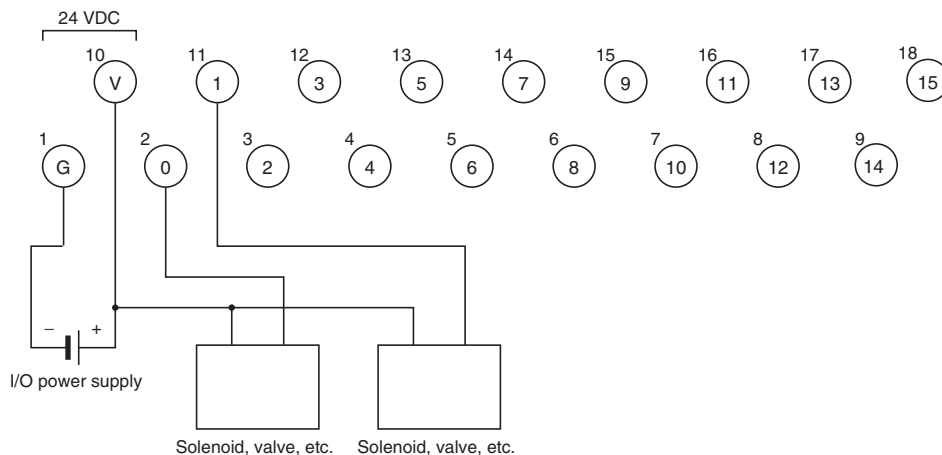 24 VDC
10 11 12 13 14 15 16 17 18
V 1 3 5 7 9 11 13 15
1 2 3 4 5 6 7 8 9
G 0 2 4 6 8 10 12 14
− +
I/O power supply
Solenoid, valve, etc. Solenoid, valve, etc.